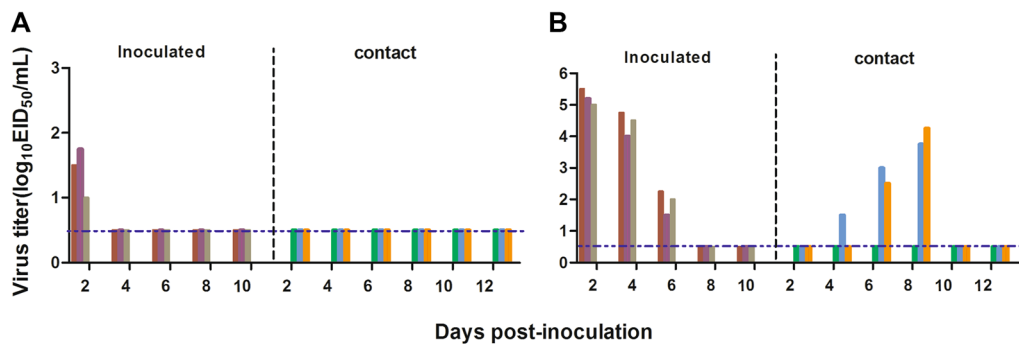 A
Inoculated
contact
Virus titer(log10EID50/mL)
3
2
1
0
2 4 6 8 10 2 4 6 8 10 12
B
Inoculated
contact
6
5
4
3
2
1
0
2 4 6 8 10 2 4 6 8 10 12
Days post-inoculation